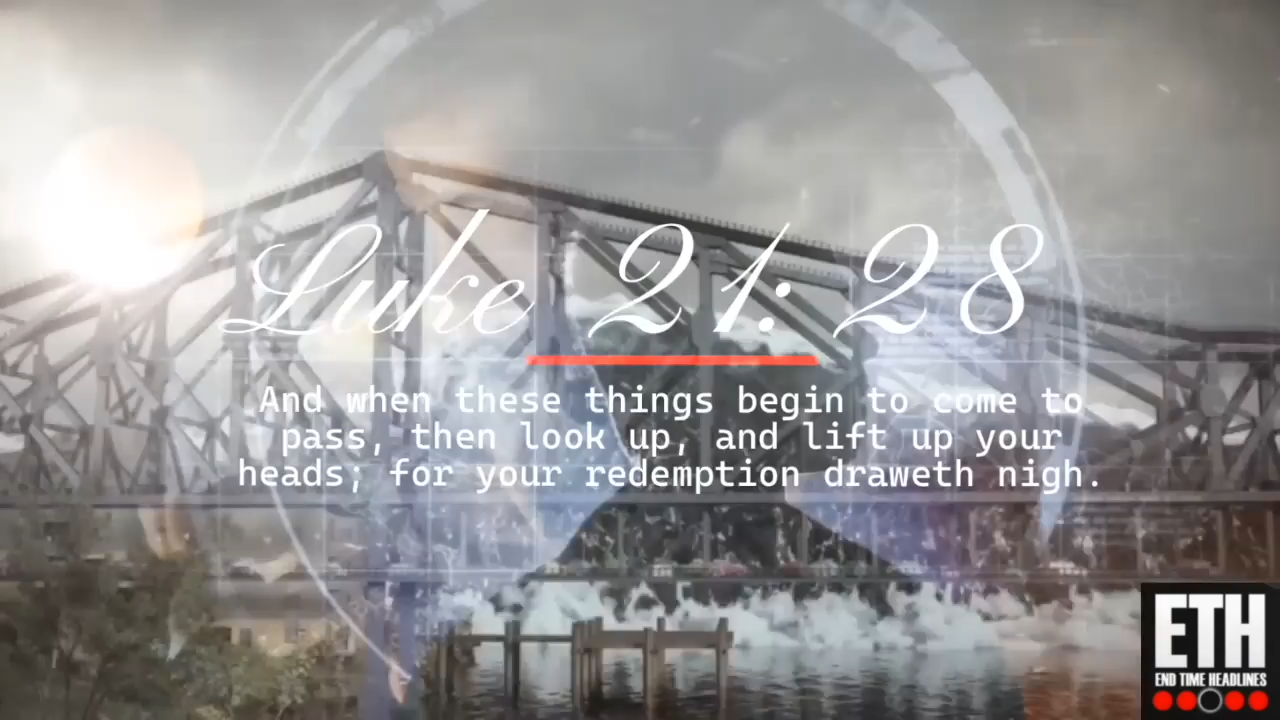 Luke 21:28
And when these things begin to come to
pass, then look up, and lift up your
heads; for your redemption draweth nigh.
ETH
END TIME HEADLINES